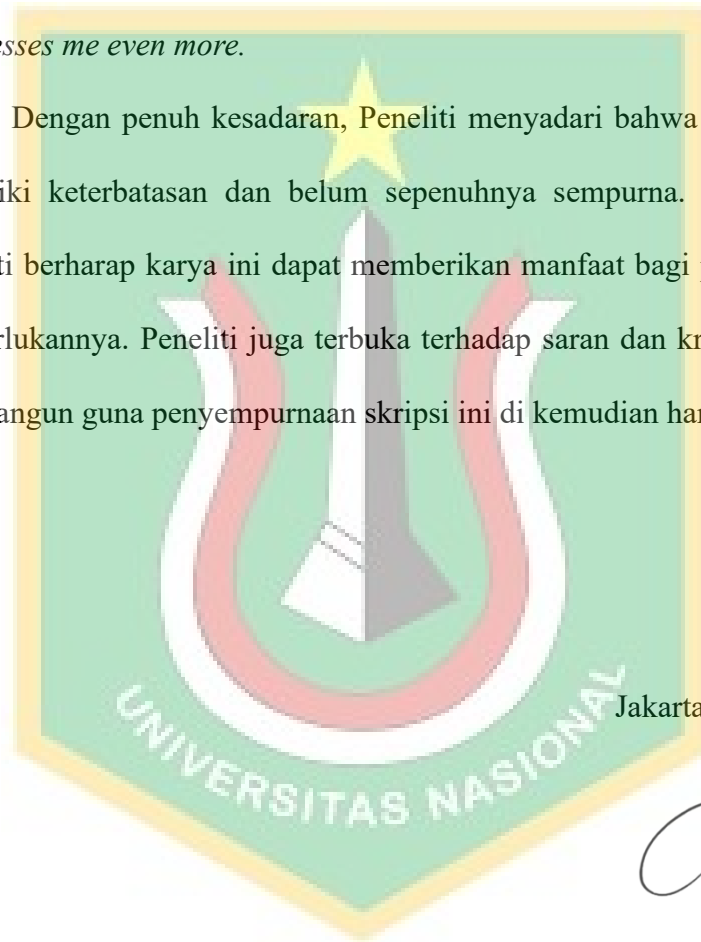 esses me even more.
Dengan penuh kesadaran, Peneliti menyadari bahwa
iki keterbatasan dan belum sepenuhnya sempurna.
ti berharap karya ini dapat memberikan manfaat bagi p
rlukannya. Peneliti juga terbuka terhadap saran dan kr
angun guna penyempurnaan skripsi ini di kemudian har
UNIVERSITAS NASIONAL
Jakarta